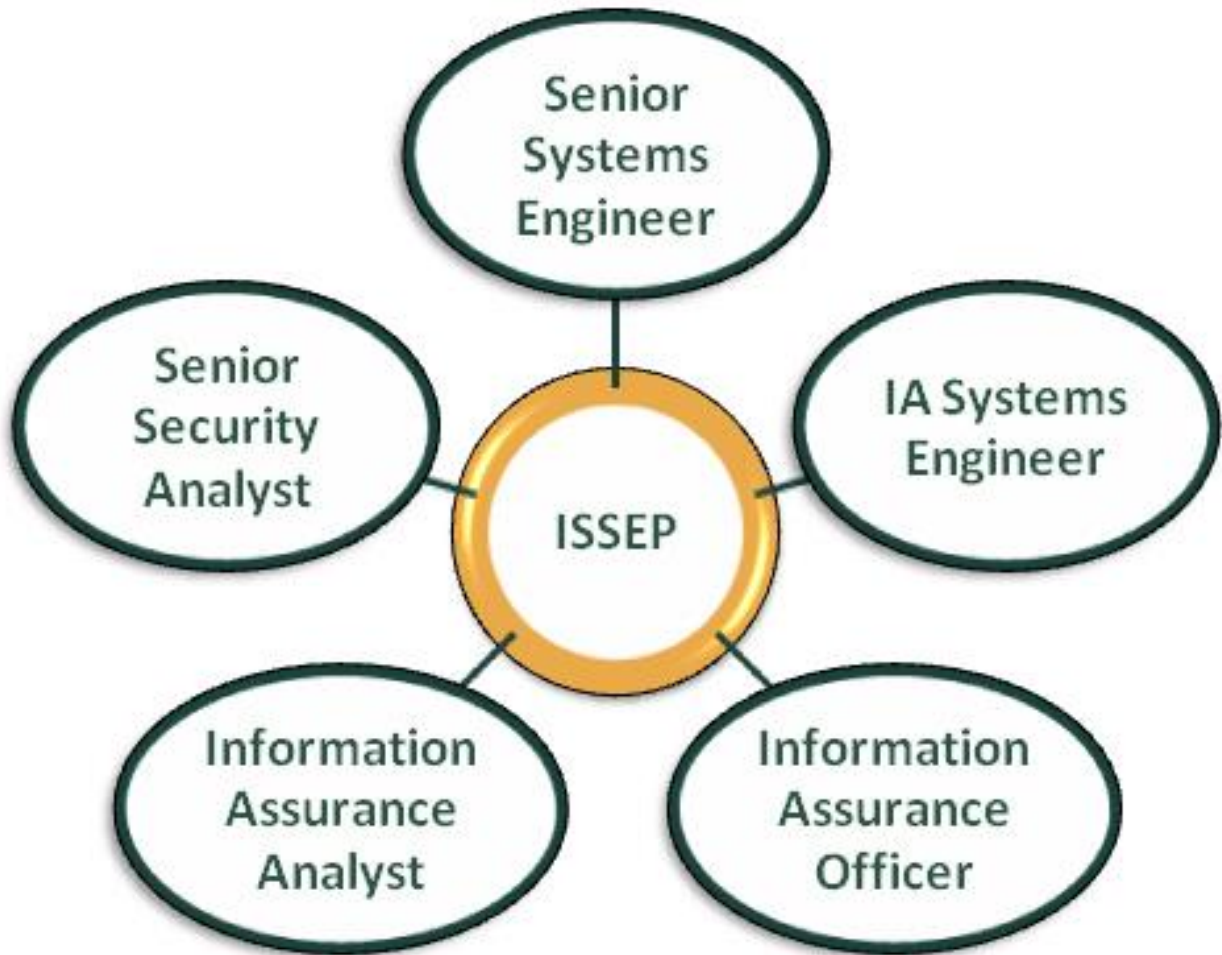 Senior
Systems
Engineer
Senior
Security
Analyst
IA Systems
Engineer
ISSEP
Information
Assurance
Analyst
Information
Assurance
Officer